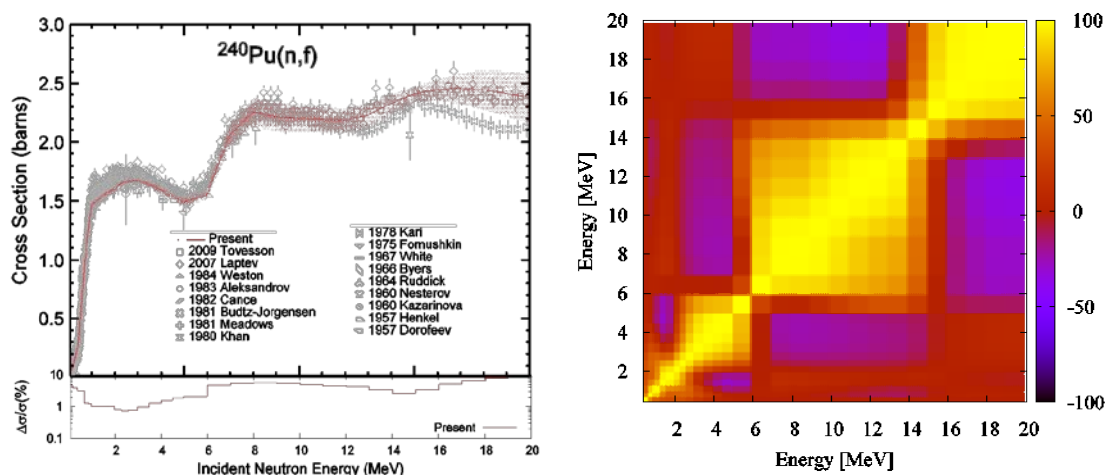 3.0
2.5
2.0
1.5
1.0
0.5
10
1
0.1
Cross Section (barns)
Δσ/σ(%)
²⁴⁰Pu(n,f)
Present
2009 Tovesson
2007 Laptev
1984 Weston
1983 Aleksandrov
1982 Cance
1981 Budtz-Jorgensen
1981 Meadows
1980 Khan
1978 Kari
1975 Fomushkin
1967 White
1966 Byers
1964 Ruddick
1960 Nesterov
1960 Kazarinova
1957 Henkel
1957 Dorofeev
Present
2 4 6 8 10 12 14 16 18 20
Incident Neutron Energy (MeV)
20
18
16
14
12
10
8
6
4
2
Energy [MeV]
2 4 6 8 10 12 14 16 18 20
Energy [MeV]
100
50
0
-50
-100